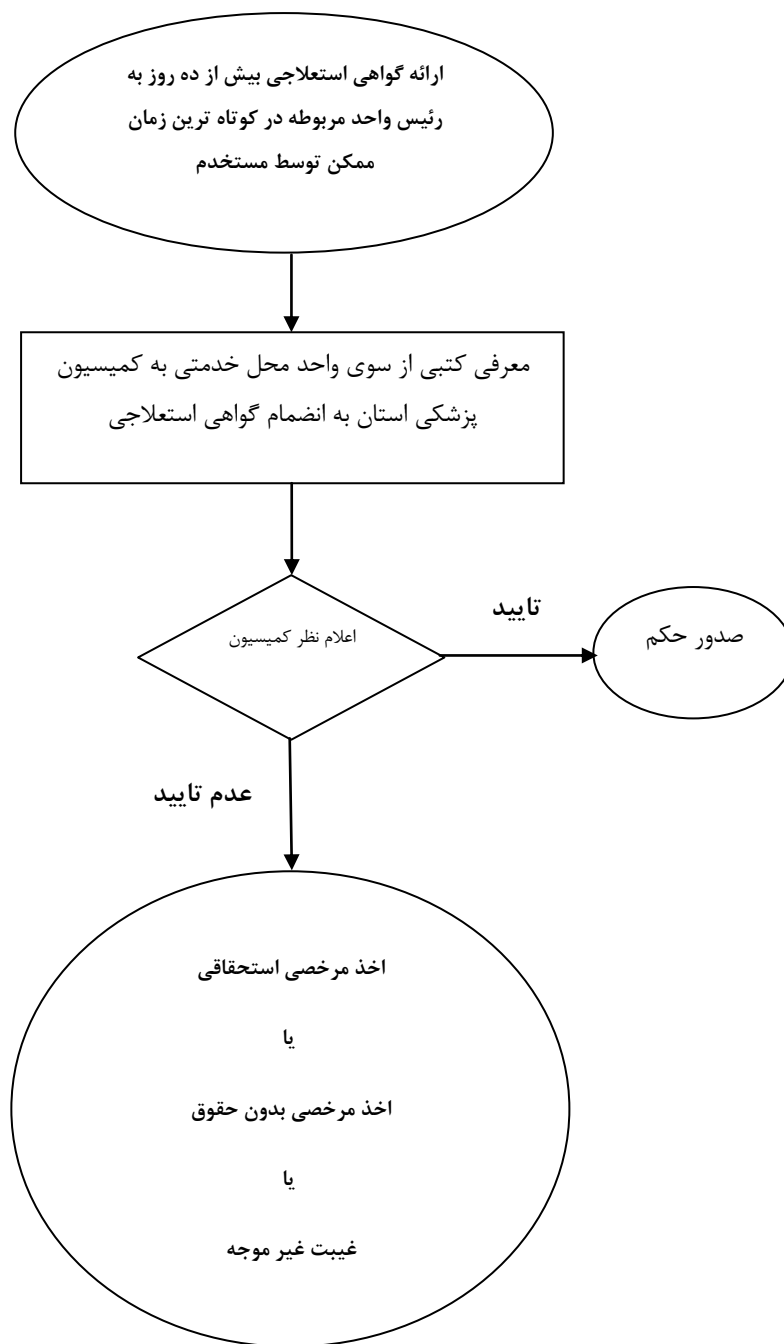 ارائه گواهی استعلاجی بیش از ده روز به
رئیس واحد مربوطه در کوتاه ترین زمان
ممکن توسط مستخدم
معرفی کتبی از سوی واحد محل خدمتی به کمیسیون
پزشکی استان به انضمام گواهی استعلاجی
اعلام نظر کمیسیون
تایید
صدور حکم
عدم تایید
اخذ مرخصی استحقاقی
یا
اخذ مرخصی بدون حقوق
یا
غیبت غیر موجه